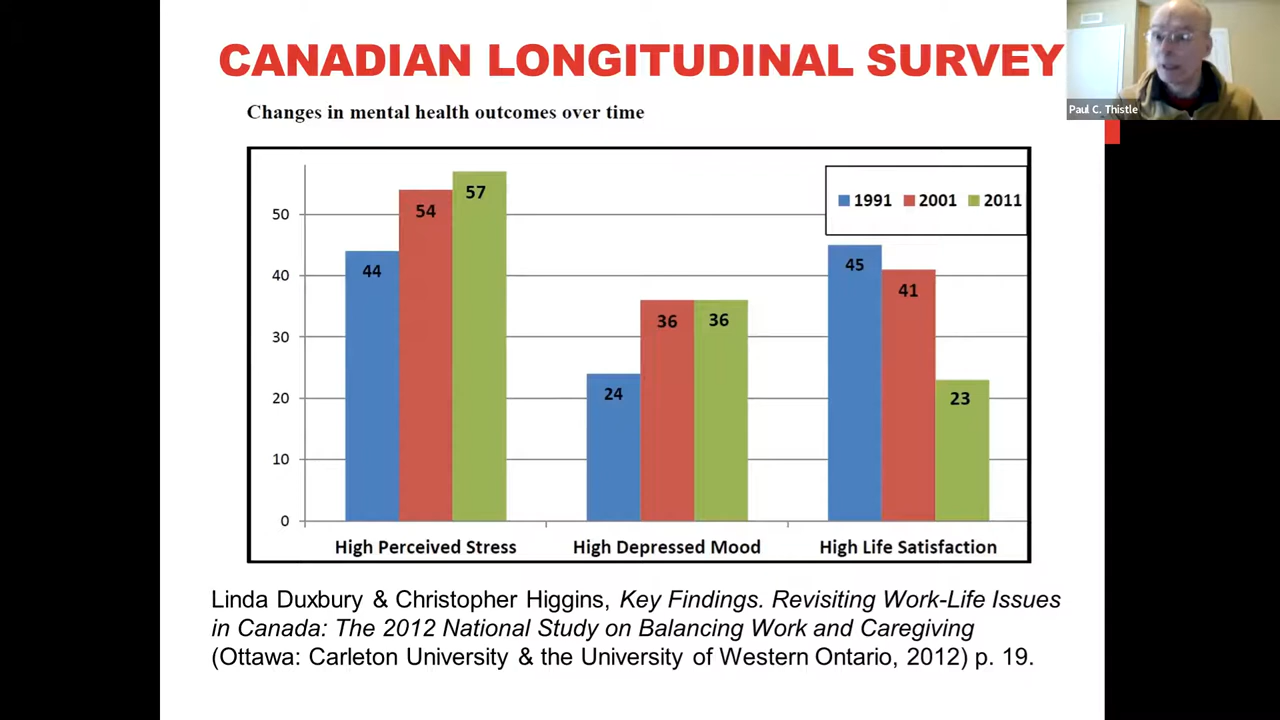 CANADIAN LONGITUDINAL SURVEY
Paul C. Thistle
Changes in mental health outcomes over time
1991 2001 2011
50
40
30
20
10
0
44
54
57
24
36
36
45
41
23
High Perceived Stress
High Depressed Mood
High Life Satisfaction
Linda Duxbury & Christopher Higgins, Key Findings. Revisiting Work-Life Issues
in Canada: The 2012 National Study on Balancing Work and Caregiving
(Ottawa: Carleton University & the University of Western Ontario, 2012) p. 19.